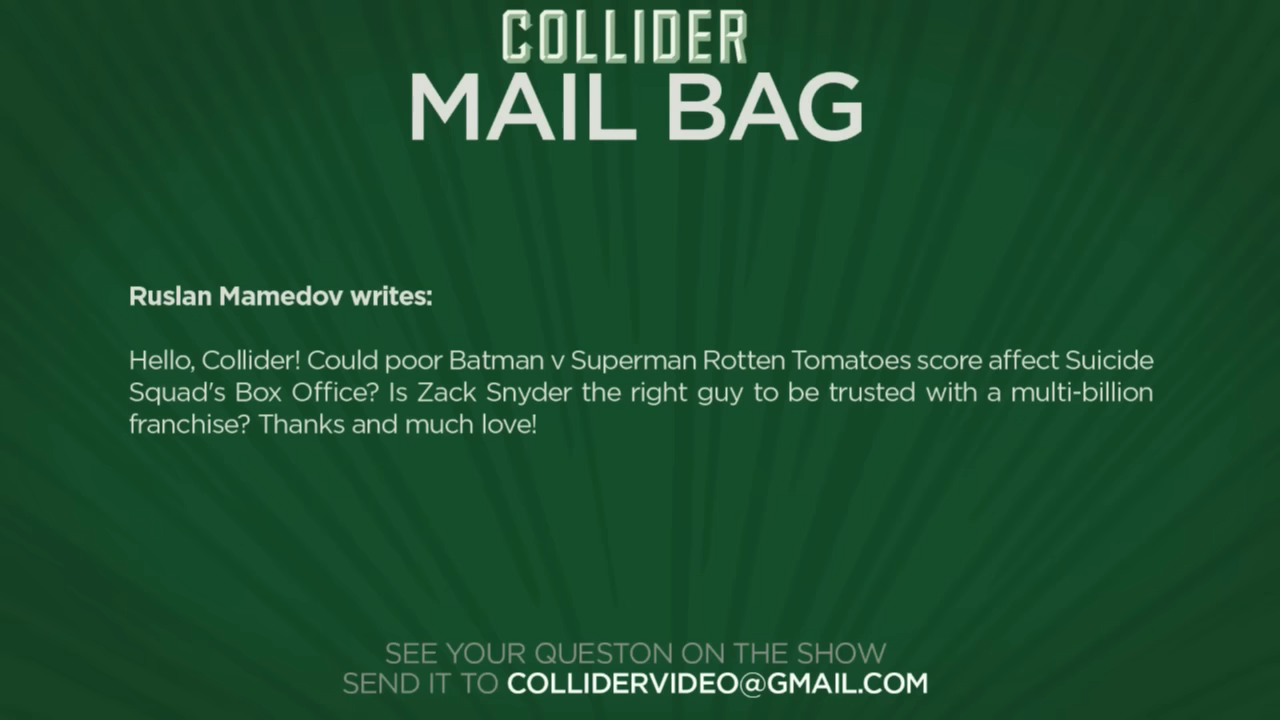 COLLIDER
MAIL BAG
Ruslan Mamedov writes:
Hello, Collider! Could poor Batman v Superman Rotten Tomatoes score affect Suicide
Squad's Box Office? Is Zack Snyder the right guy to be trusted with a multi-billion
franchise? Thanks and much love!
SEE YOUR QUESTON ON THE SHOW
SEND IT TO COLLIDERVIDEO@GMAIL.COM